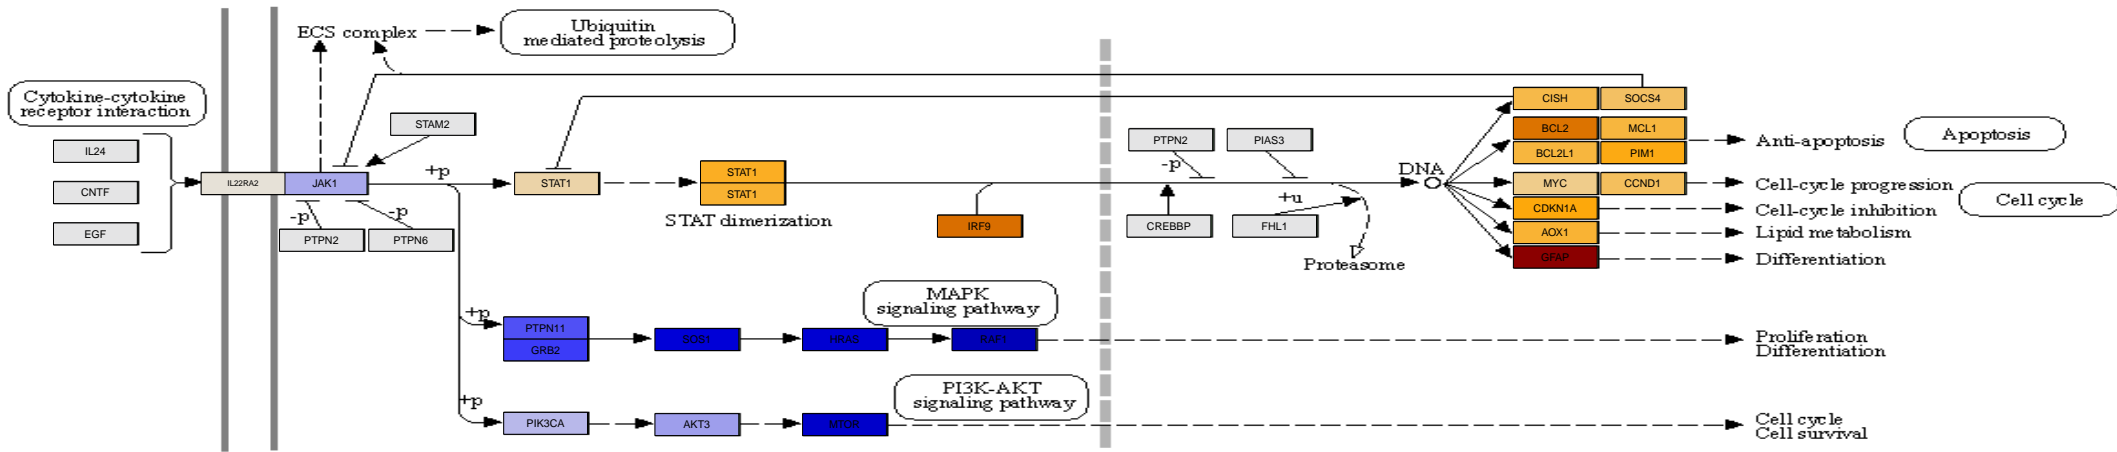 Ubiquitin
mediated proteolysis
ECS complex
Cytokine-cytokine
receptor interaction
STAM2
IL24
CNTF
EGF
IL22RA2
JAK1
+p
-p
-p
PTPN2
PTPN6
STAT1
STAT1
STAT1
STAT dimerization
IRF9
PTPN2
PIAS3
-p
+u
CREBBP
FHL1
Proteasome
DNA
CISH
SOCS4
BCL2
MCL1
BCL2L1
PIM1
MYC
CCND1
CDKN1A
AOX1
CFAP
Anti-apoptosis
Apoptosis
Cell-cycle progression
Cell-cycle inhibition
Cell cycle
Lipid metabolism
Differentiation
MAPK
signaling pathway
+p
PTPN11
GRB2
SOS1
HRAS
RAF1
Proliferation
Differentiation
PI3K-AKT
signaling pathway
+p
PIK3CA
AKT3
MTOR
Cell cycle
Cell survival